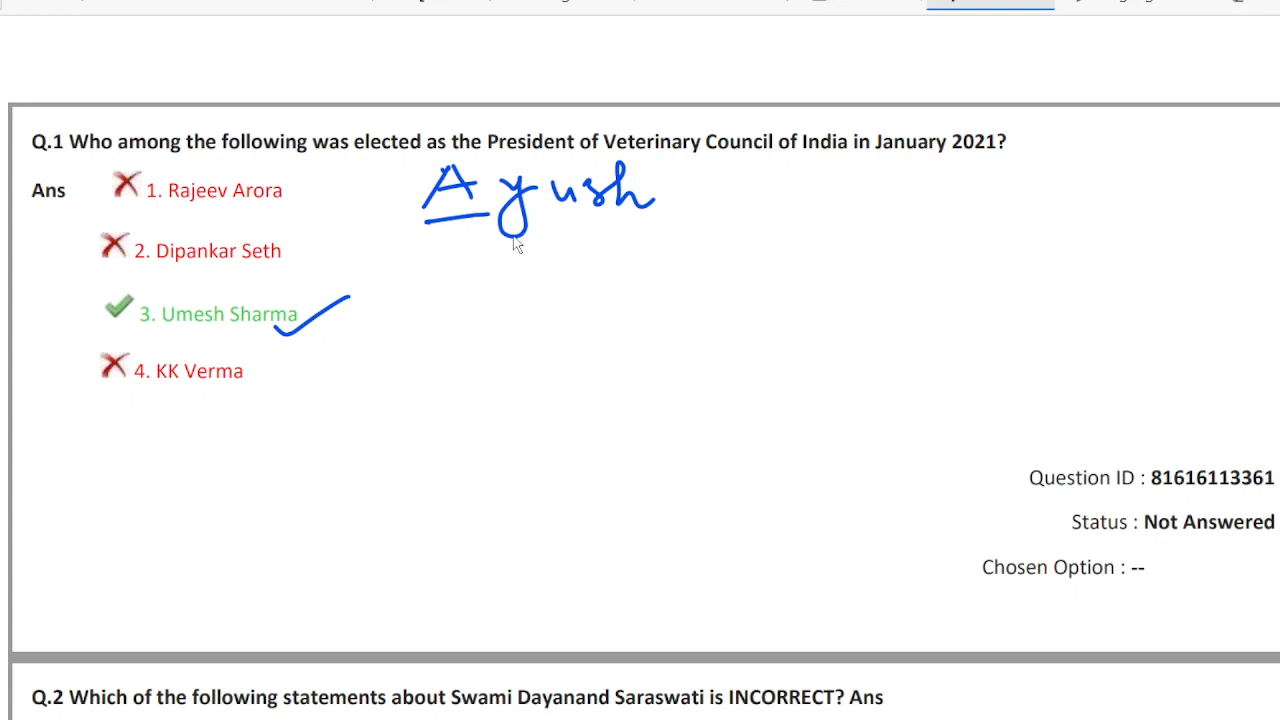 Q.1 Who among the following was elected as the President of Veterinary Council of India in January 2021?
Ans 1. Rajeev Arora
Ayush
2. Dipankar Seth
3. Umesh Sharma
4. KK Verma
Question ID : 81616113361
Status : Not Answered
Chosen Option : --
Q.2 Which of the following statements about Swami Dayanand Saraswati is INCORRECT? Ans